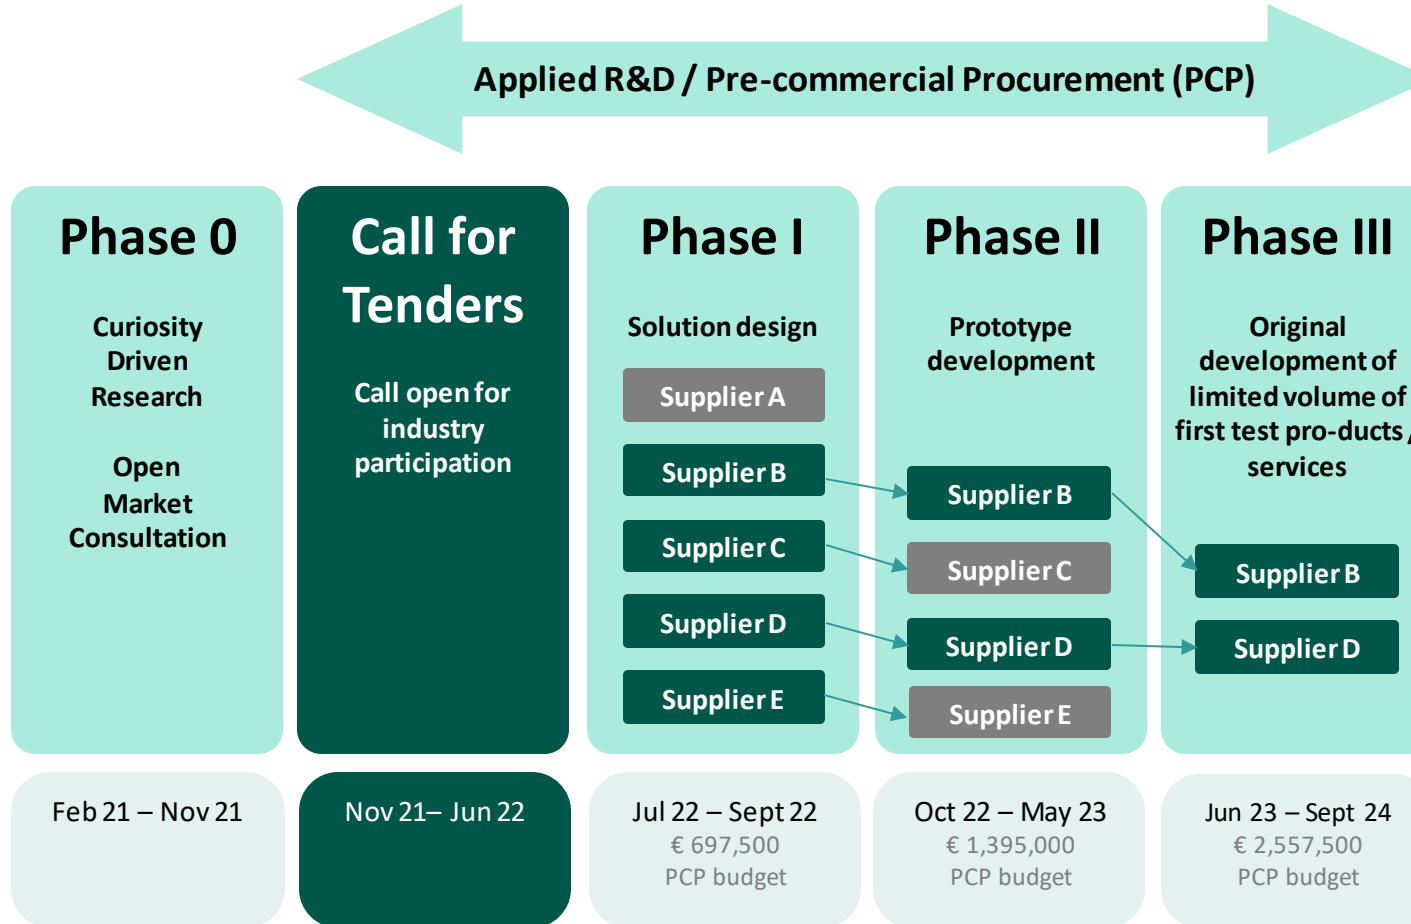 Applied R&D / Pre-commercial Procurement (PCP)
Phase 0
Curiosity
Driven
Research
Open
Market
Consultation
Feb 21 – Nov 21
Call for
Tenders
Call open for
industry
participation
Nov 21– Jun 22
Phase I
Solution design
Supplier A
Supplier B
Supplier C
Supplier D
Supplier E
Jul 22 – Sept 22
€ 697,500
PCP budget
Phase II
Prototype
development
Supplier B
Supplier C
Supplier D
Supplier E
Oct 22 – May 23
€ 1,395,000
PCP budget
Phase III
Original
development of
limited volume of
first test pro-ducts /
services
Supplier B
Supplier D
Jun 23 – Sept 24
€ 2,557,500
PCP budget